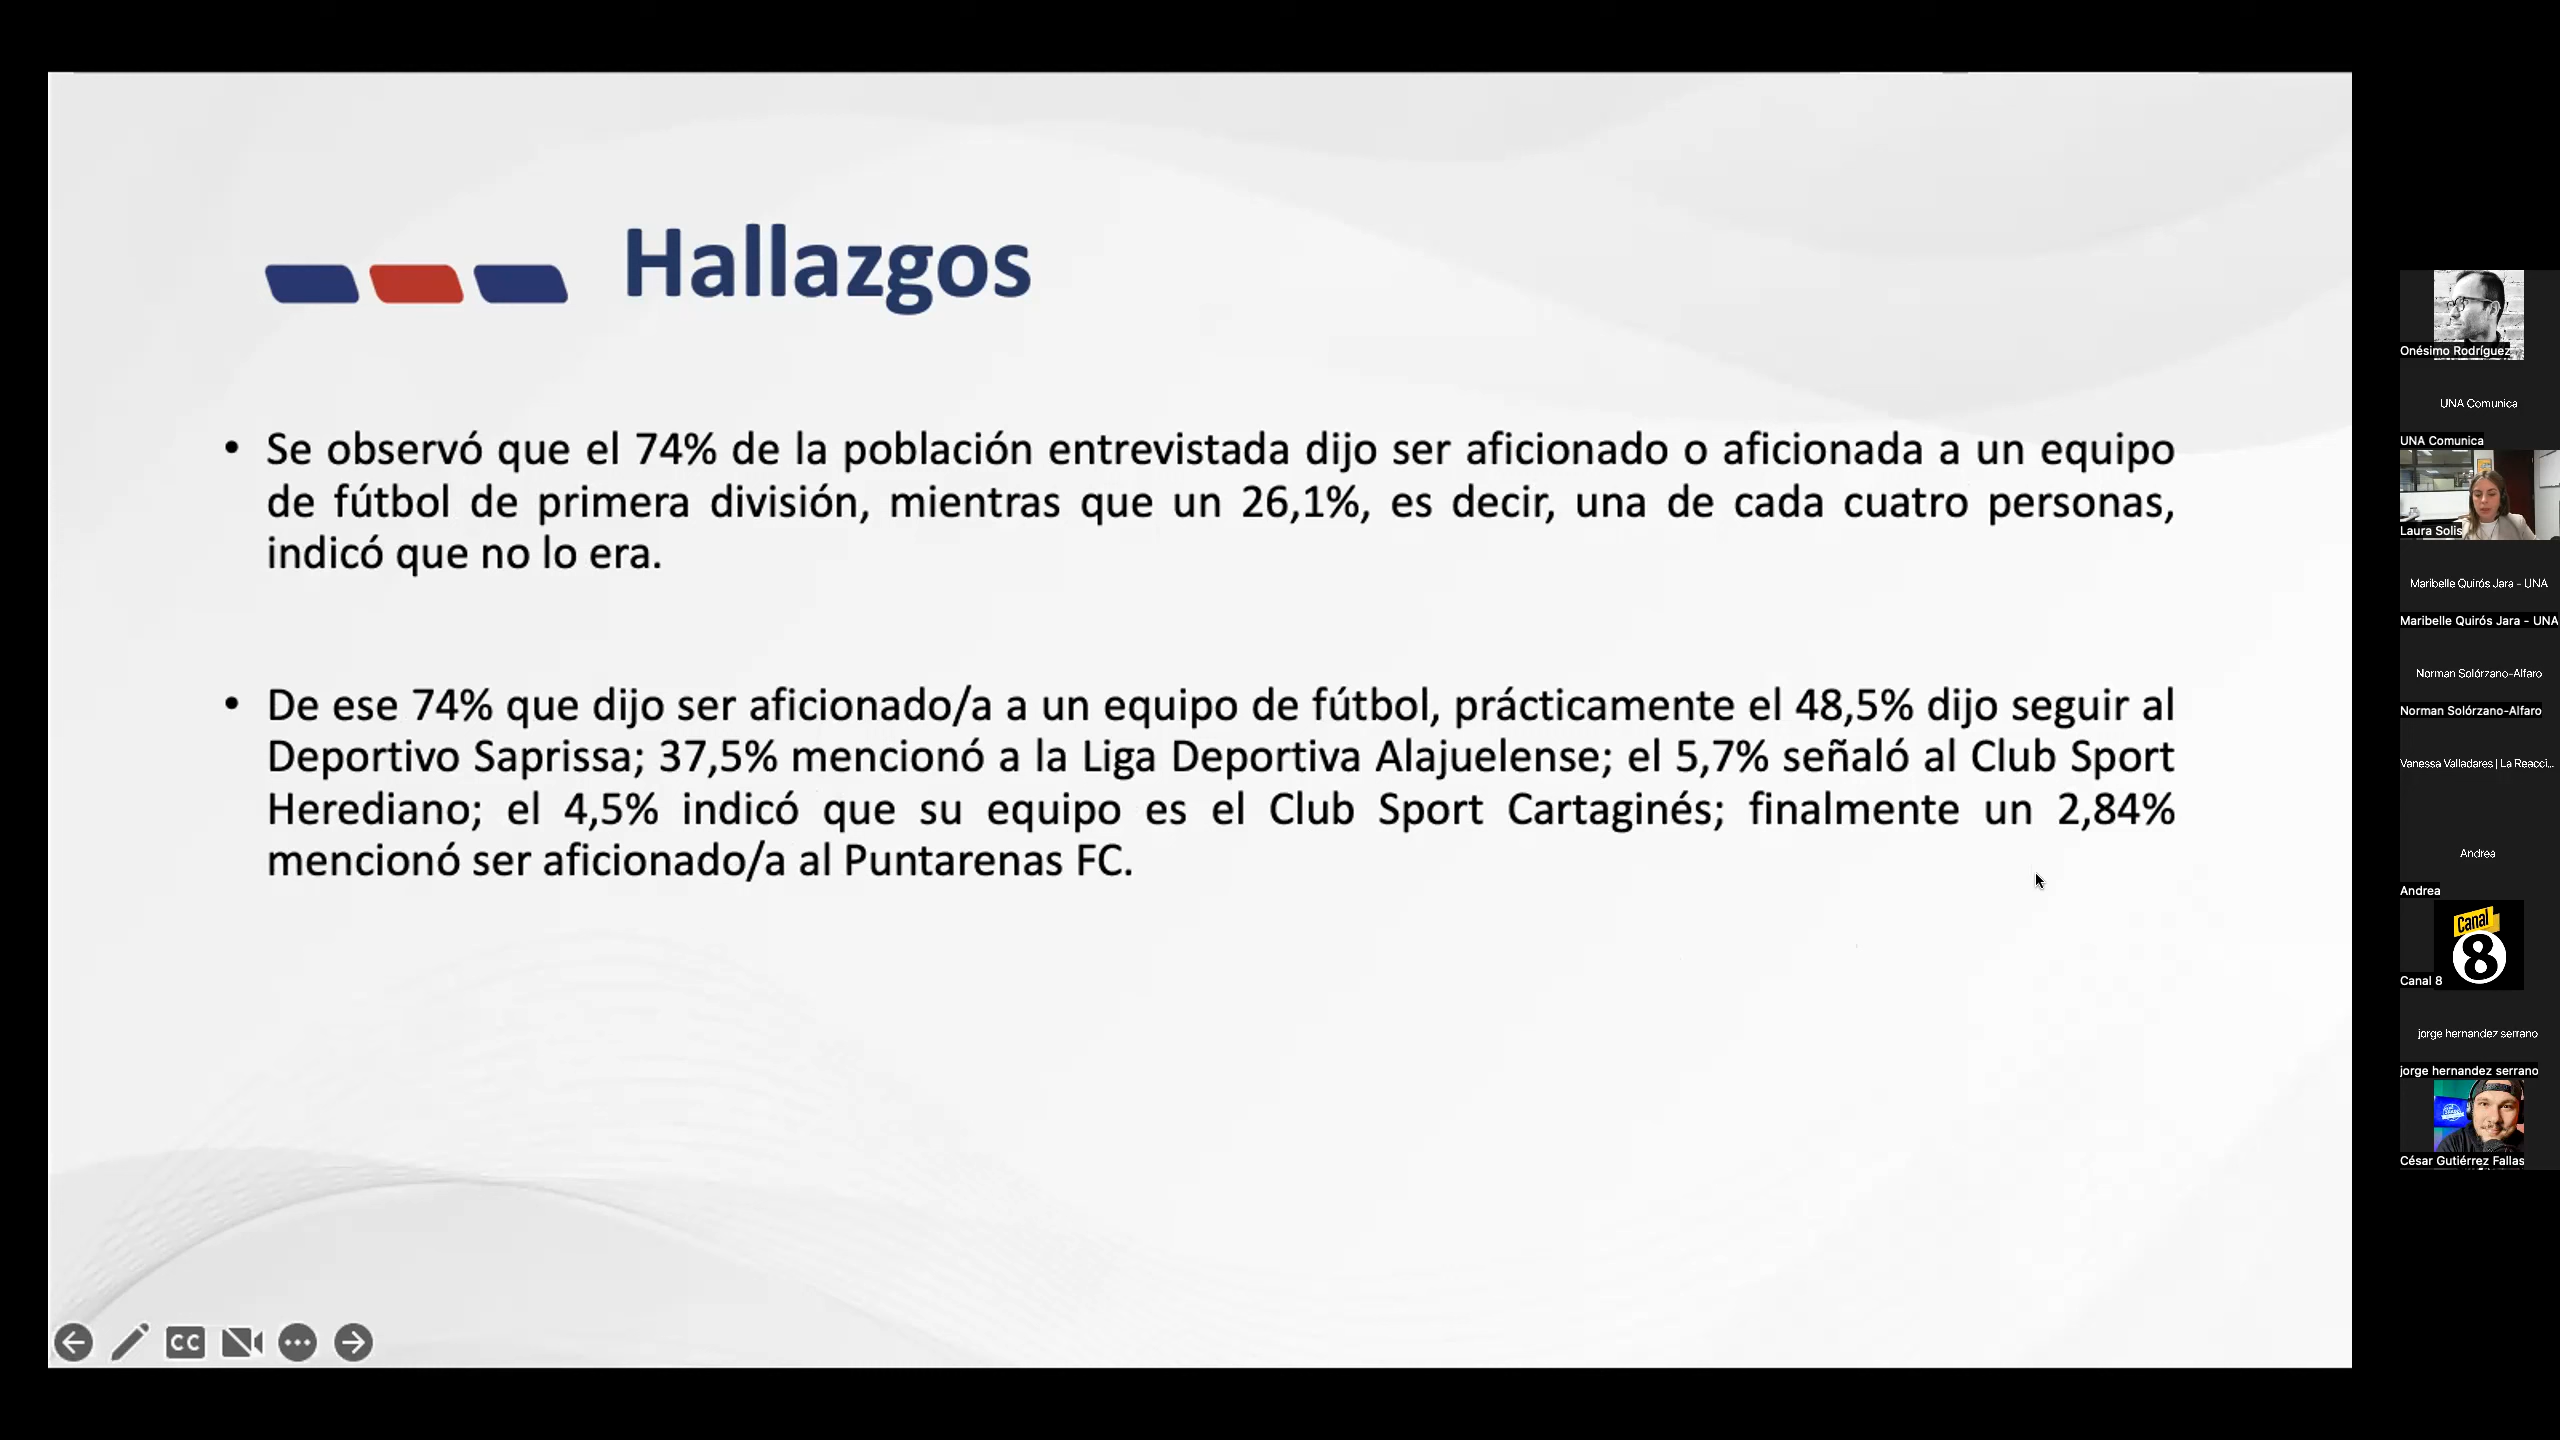 Hallazgos
• Se observó que el 74% de la población entrevistada dijo ser aficionado o aficionada a un equipo
de fútbol de primera división, mientras que un 26,1%, es decir, una de cada cuatro personas,
indicó que no lo era.
• De ese 74% que dijo ser aficionado/a a un equipo de fútbol, prácticamente el 48,5% dijo seguir al
Deportivo Saprissa; 37,5% mencionó a la Liga Deportiva Alajuelense; el 5,7% señaló al Club Sport
Herediano; el 4,5% indicó que su equipo es el Club Sport Cartaginés; finalmente un 2,84%
mencionó ser aficionado/a al Puntarenas FC.
CC
Onésimo Rodríguez
UNA Comunica
UNA Comunica
Laura Solis
Maribelle Quirós Jara - UNA
Maribelle Quirós Jara - UNA
Norman Solórzano-Alfaro
Norman Solórzano-Alfaro
Vanessa Valladares | La Reacci...
Andrea
Andrea
Canal
8
Canal 8
jorge hernandez serrano
jorge hernandez serrano
César Gutiérrez Fallas